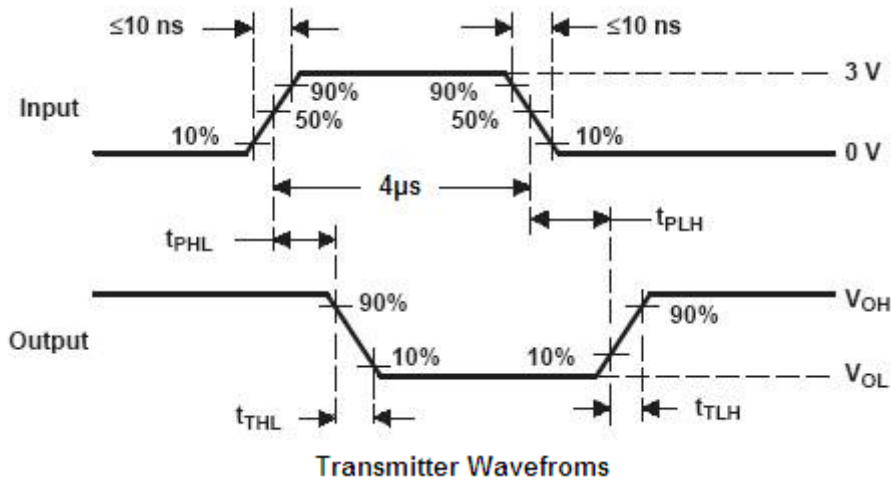 ≤10 ns
≤10 ns
3 V
90%
90%
Input
50%
50%
10%
10%
0 V
4µs
tPHL
tPLH
VOH
90%
90%
Output
10%
10%
VOL
tTHL
tTLH
Transmitter Wavefroms